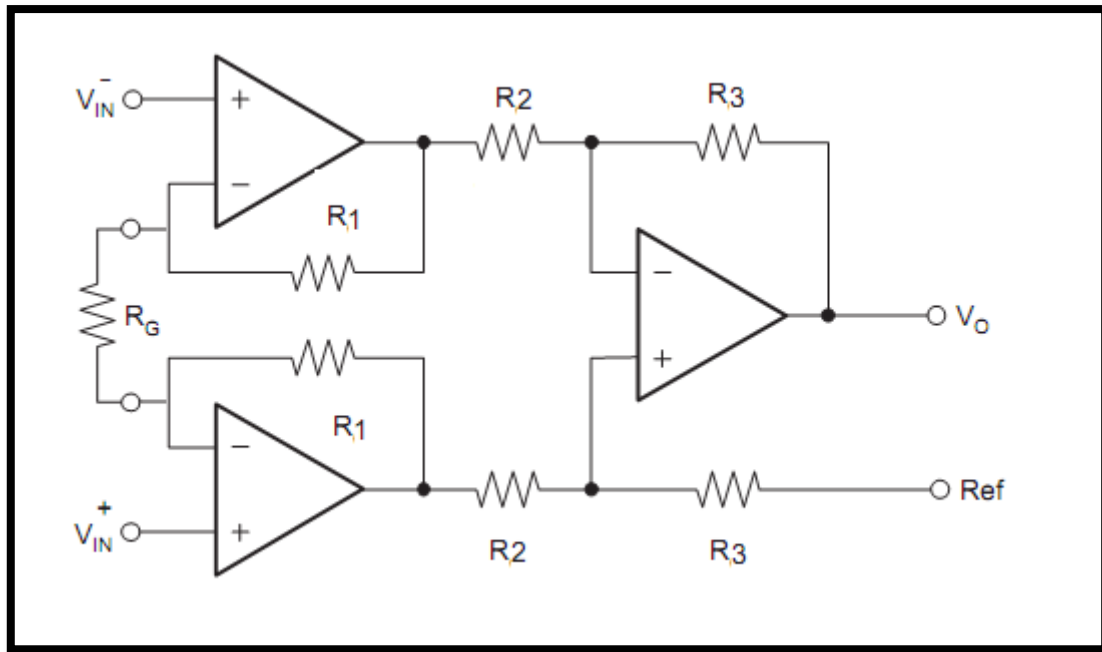 V_IN^-
+
−
R1
R2
R3
R_G
R1
−
+
V_IN^+
R2
R3
−
+
V_O
Ref